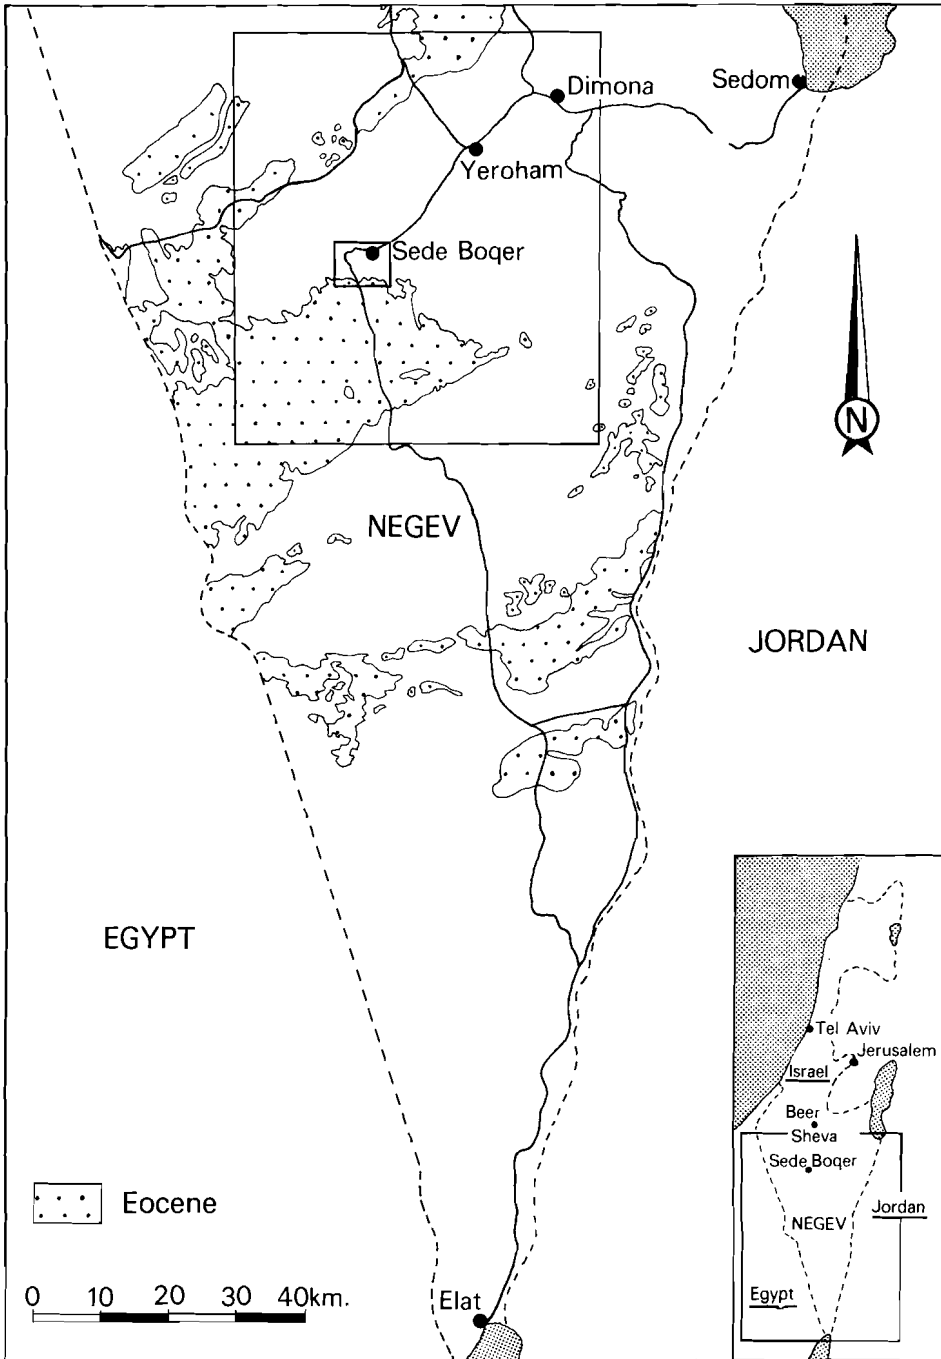 Dimona
Sedom
Yeroham
Sede Boqer
N
NEGEV
JORDAN
EGYPT
Eocene
0 10 20 30 40km.
Elat
Tel Aviv
Jerusalem
Israel
Beer
Sheva
Sede Boqer
Jordan
NEGEV
Egypt